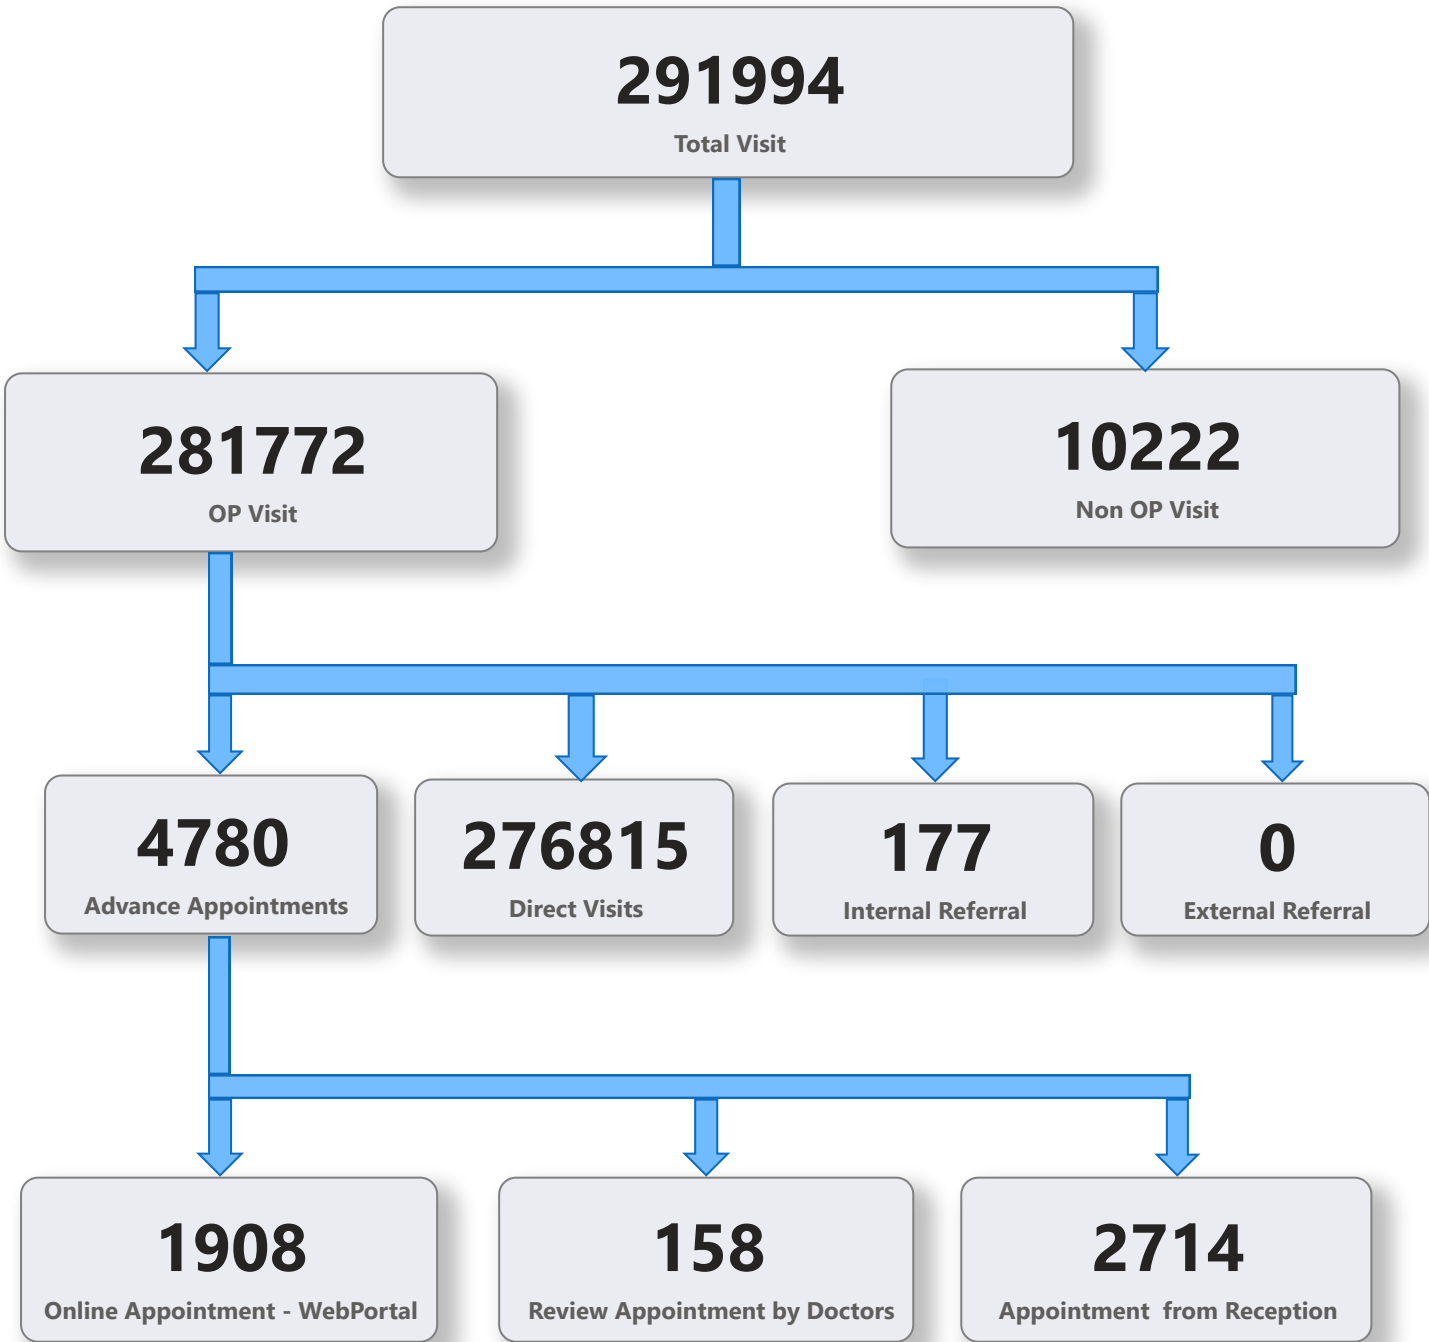 291994
Total Visit
281772
OP Visit
10222
Non OP Visit
4780
Advance Appointments
276815
Direct Visits
177
Internal Referral
0
External Referral
1908
Online Appointment - WebPortal
158
Review Appointment by Doctors
2714
Appointment  from Reception